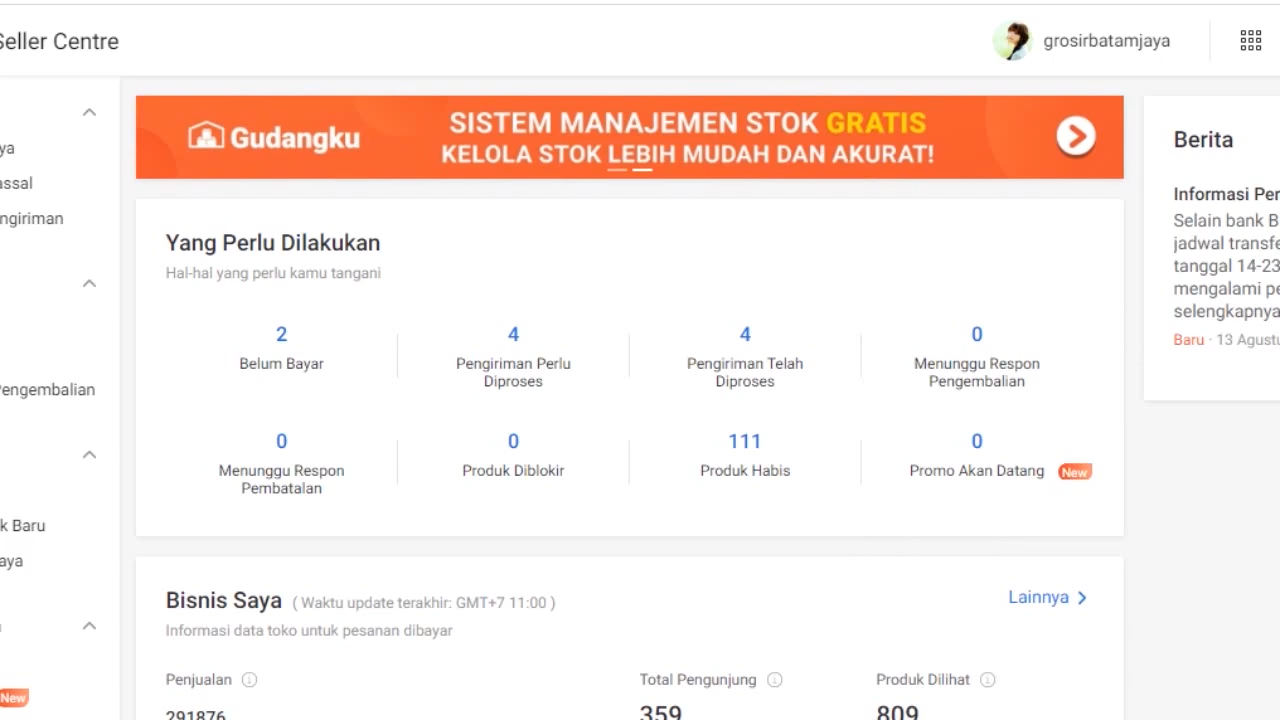 Seller Centre
grosirbatamjaya
Gudangku
SISTEM MANAJEMEN STOK GRATIS
KELOLA STOK LEBIH MUDAH DAN AKURAT!
ya
assal
ngiriman
Pengembalian
k Baru
aya
New
Yang Perlu Dilakukan
Hal-hal yang perlu kamu tangani
2
Belum Bayar
4
Pengiriman Perlu
Diproses
4
Pengiriman Telah
Diproses
0
Menunggu Respon
Pengembalian
0
Menunggu Respon
Pembatalan
0
Produk Diblokir
111
Produk Habis
0
Promo Akan Datang New
Bisnis Saya ( Waktu update terakhir: GMT+7 11:00 )
Lainnya
Informasi data toko untuk pesanan dibayar
Penjualan
291876
Total Pengunjung
359
Produk Dilihat
809
Berita
Informasi Per
Selain bank B
jadwal transfe
tanggal 14-23
mengalami pe
selengkapnya
Baru · 13 Agustu